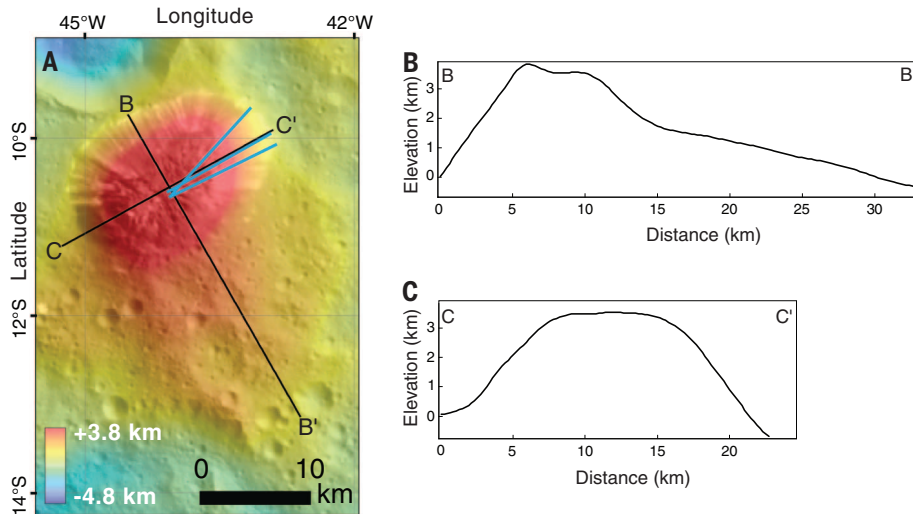 Longitude
45°W
42°W
A
B
C'
10°S
Latitude
C
12°S
B'
+3.8 km
-4.8 km
0
10
km
14°S
B
B
B
Elevation (km)
3
2
1
0
0
5
10
15
20
25
30
Distance (km)
C
C
C'
Elevation (km)
3
2
1
0
0
5
10
15
20
Distance (km)